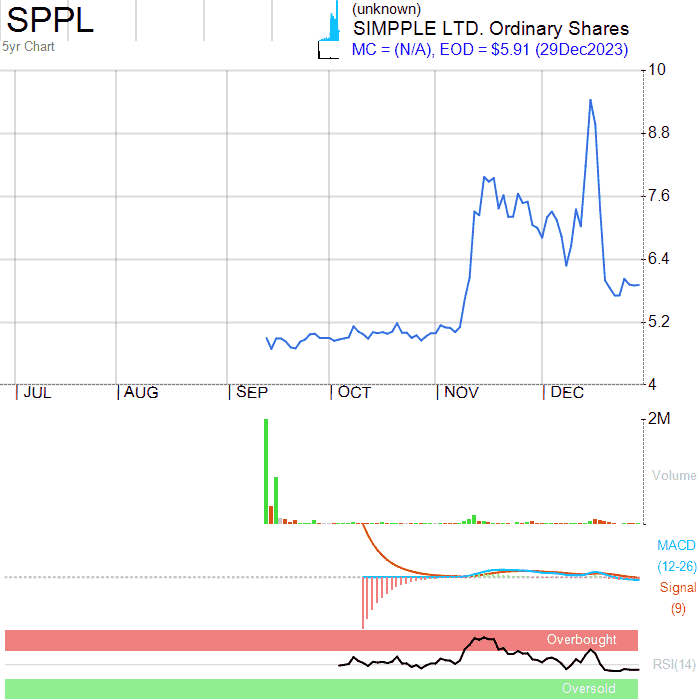 SPPL
5yr Chart
(unknown)
SIMPPLE LTD. Ordinary Shares
MC = (N/A), EOD = $5.91 (29Dec2023)
10
8.8
7.6
6.4
5.2
4
JUL AUG SEP OCT NOV DEC
2M
Volume
MACD
(12-26)
Signal
(9)
Overbought
RSI(14)
Oversold